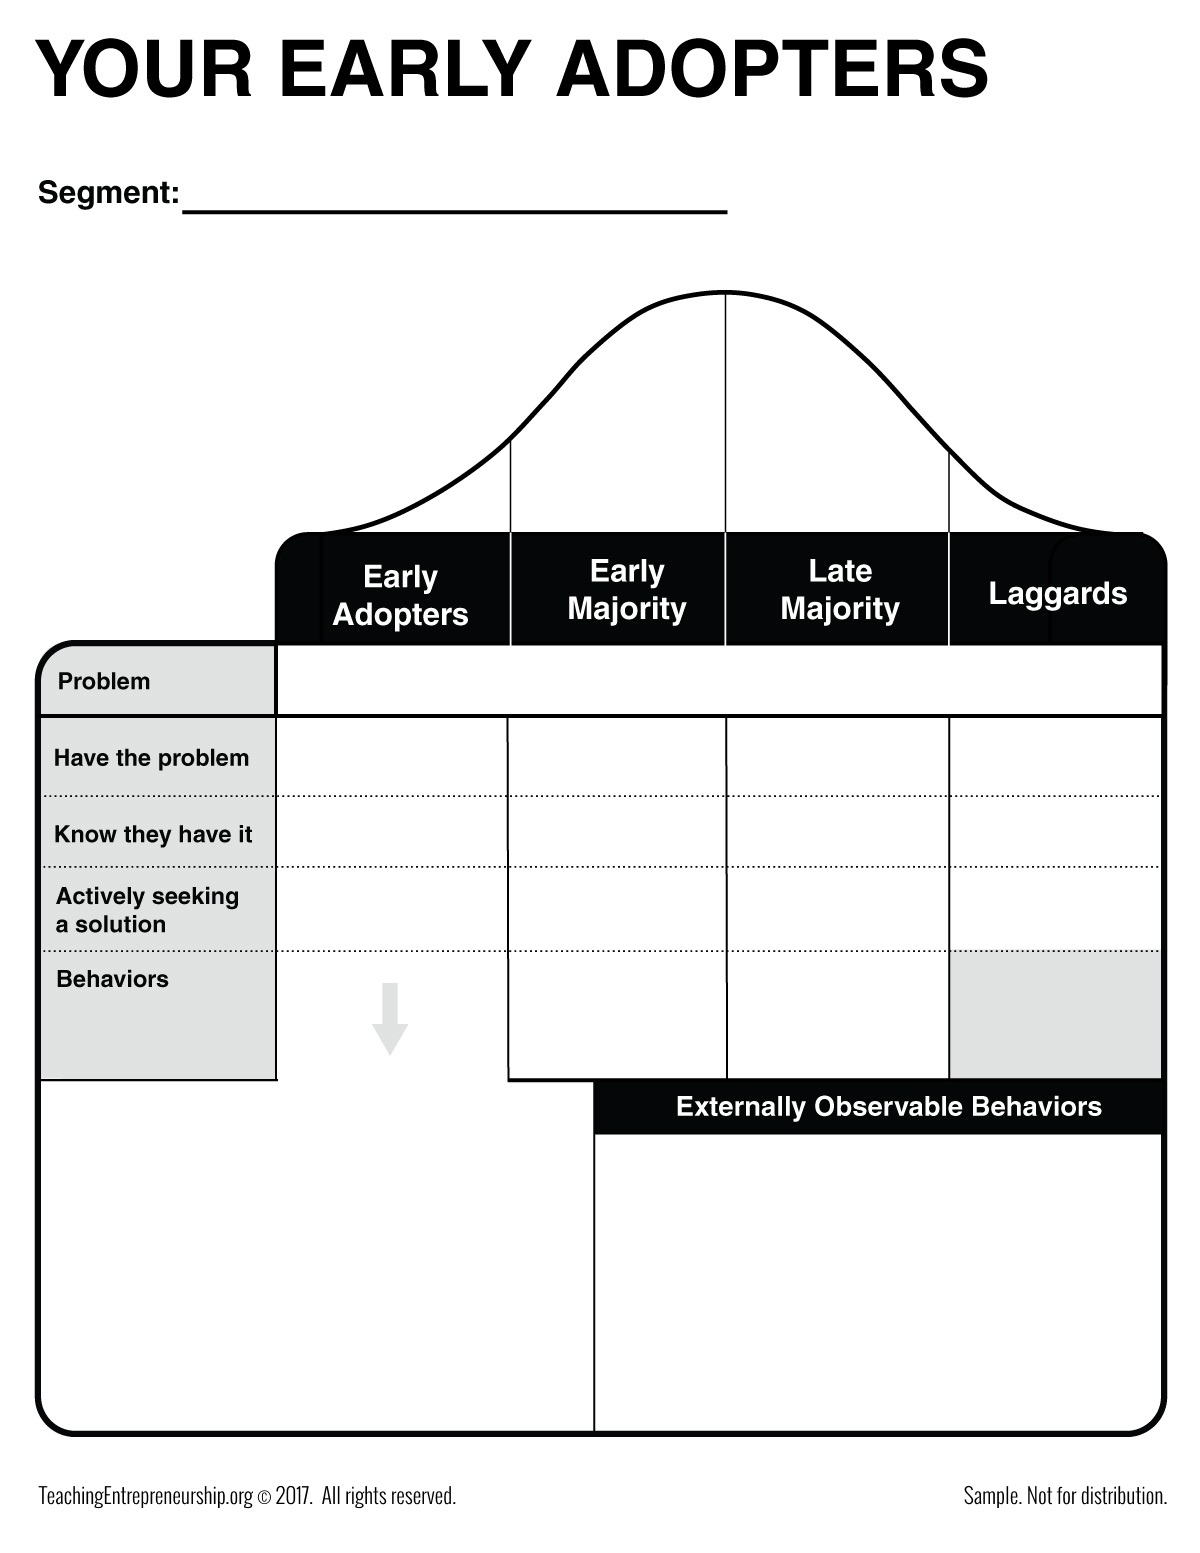 YOUR EARLY ADOPTERS
Segment:
Early
Adopters
Early
Majority
Late
Majority
Laggards
Problem
Have the problem
Know they have it
Actively seeking
a solution
Behaviors
Externally Observable Behaviors
TeachingEntrepreneurship.org © 2017. All rights reserved.
Sample. Not for distribution.